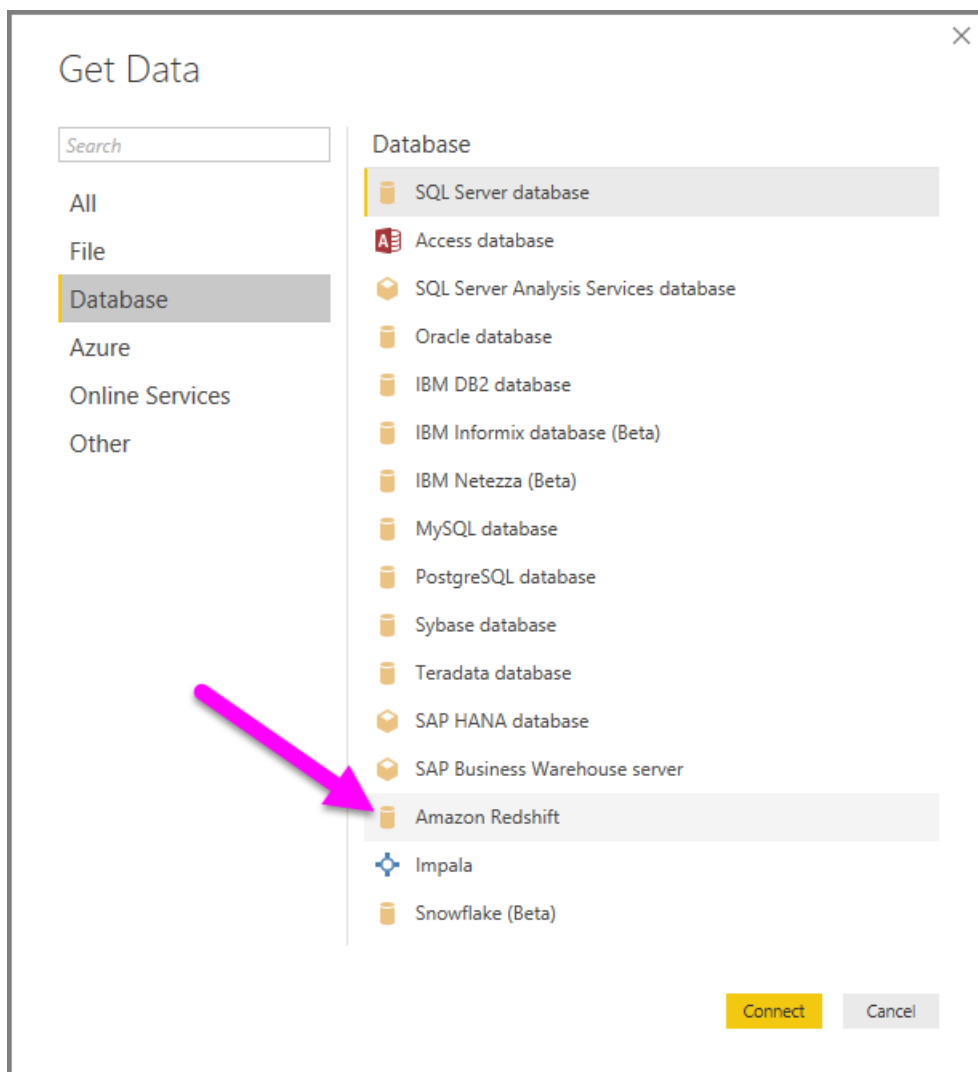 Get Data
Search
All
File
Database
Azure
Online Services
Other
Database
SQL Server database
A
Access database
SQL Server Analysis Services database
Oracle database
IBM DB2 database
IBM Informix database (Beta)
IBM Netezza (Beta)
MySQL database
PostgreSQL database
Sybase database
Teradata database
SAP HANA database
SAP Business Warehouse server
Amazon Redshift
Impala
Snowflake (Beta)
Connect
Cancel